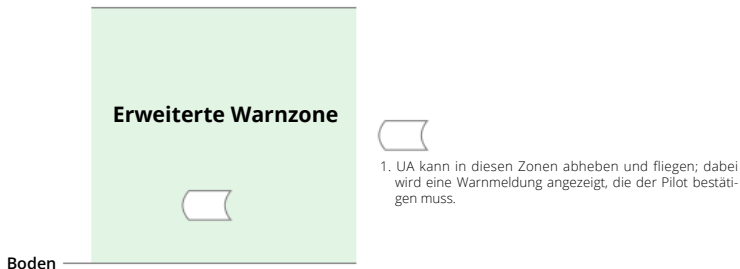 Erweiterte Warnzone
1. UA kann in diesen Zonen abheben und fliegen; dabei
wird eine Warnmeldung angezeigt, die der Pilot bestäti-
gen muss.
Boden